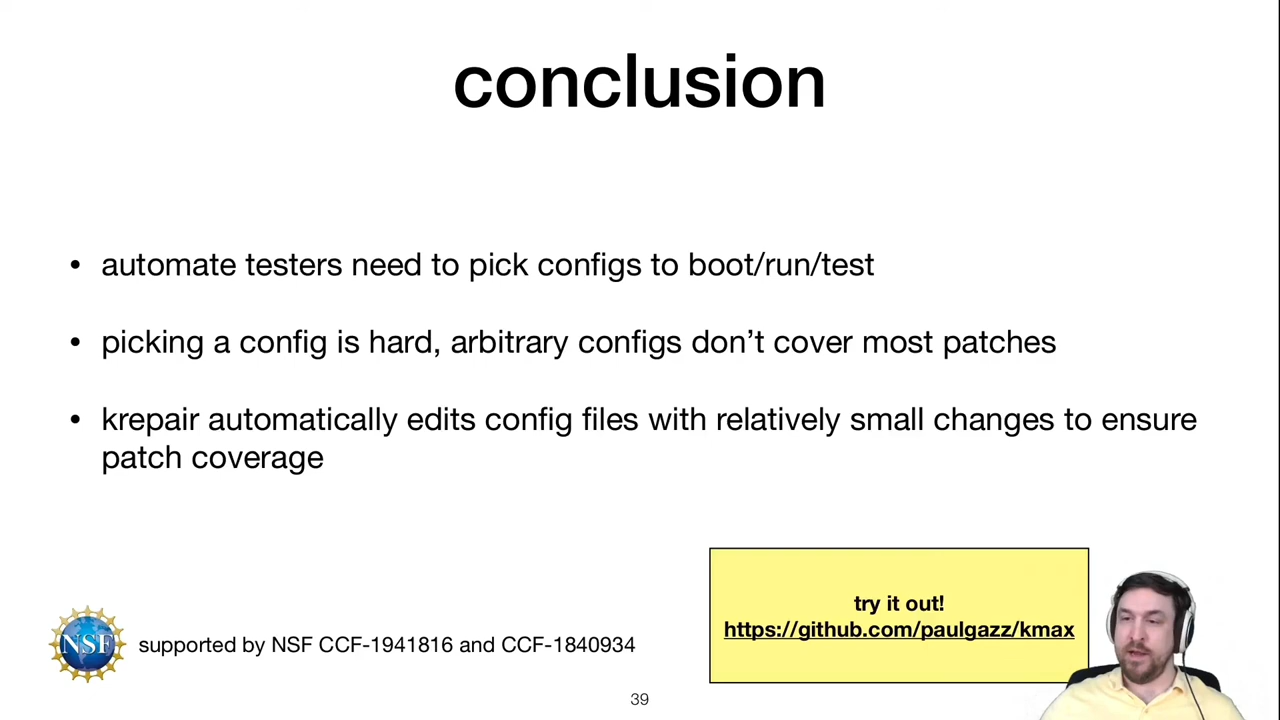 conclusion
• automate testers need to pick configs to boot/run/test
• picking a config is hard, arbitrary configs don’t cover most patches
• krepair automatically edits config files with relatively small changes to ensure
patch coverage
try it out!
https://github.com/paulgazz/kmax
NSF
supported by NSF CCF-1941816 and CCF-1840934
39